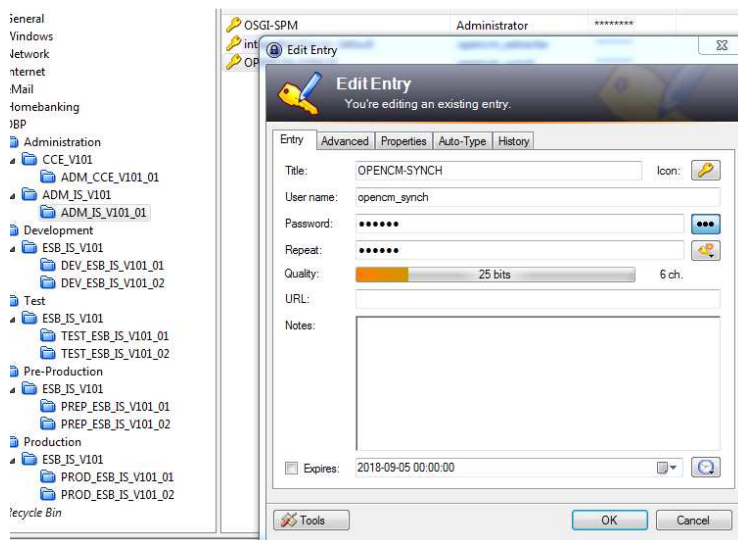 General
Windows
Network
Internet
eMail
Homebanking
DBP
Administration
CCE_V101
ADM_CCE_V101_01
ADM_IS_V101
ADM_IS_V101_01
Development
ESB_IS_V101
DEV_ESB_IS_V101_01
DEV_ESB_IS_V101_02
Test
ESB_IS_V101
TEST_ESB_IS_V101_01
TEST_ESB_IS_V101_02
Pre-Production
ESB_IS_V101
PREP_ESB_IS_V101_01
PREP_ESB_IS_V101_02
Production
ESB_IS_V101
PROD_ESB_IS_V101_01
PROD_ESB_IS_V101_02
Recycle Bin
OSGI-SPM Administrator ********
int
OP
Edit Entry
Edit Entry
You're editing an existing entry.
Entry Advanced Properties Auto-Type History
Title: OPENCM-SYNCH Icon:
User name: opencm_synch
Password: ●●●●●●
Repeat: ●●●●●●
Quality: 25 bits 6 ch.
URL:
Notes:
Expires: 2018-09-05 00:00:00
Tools OK Cancel